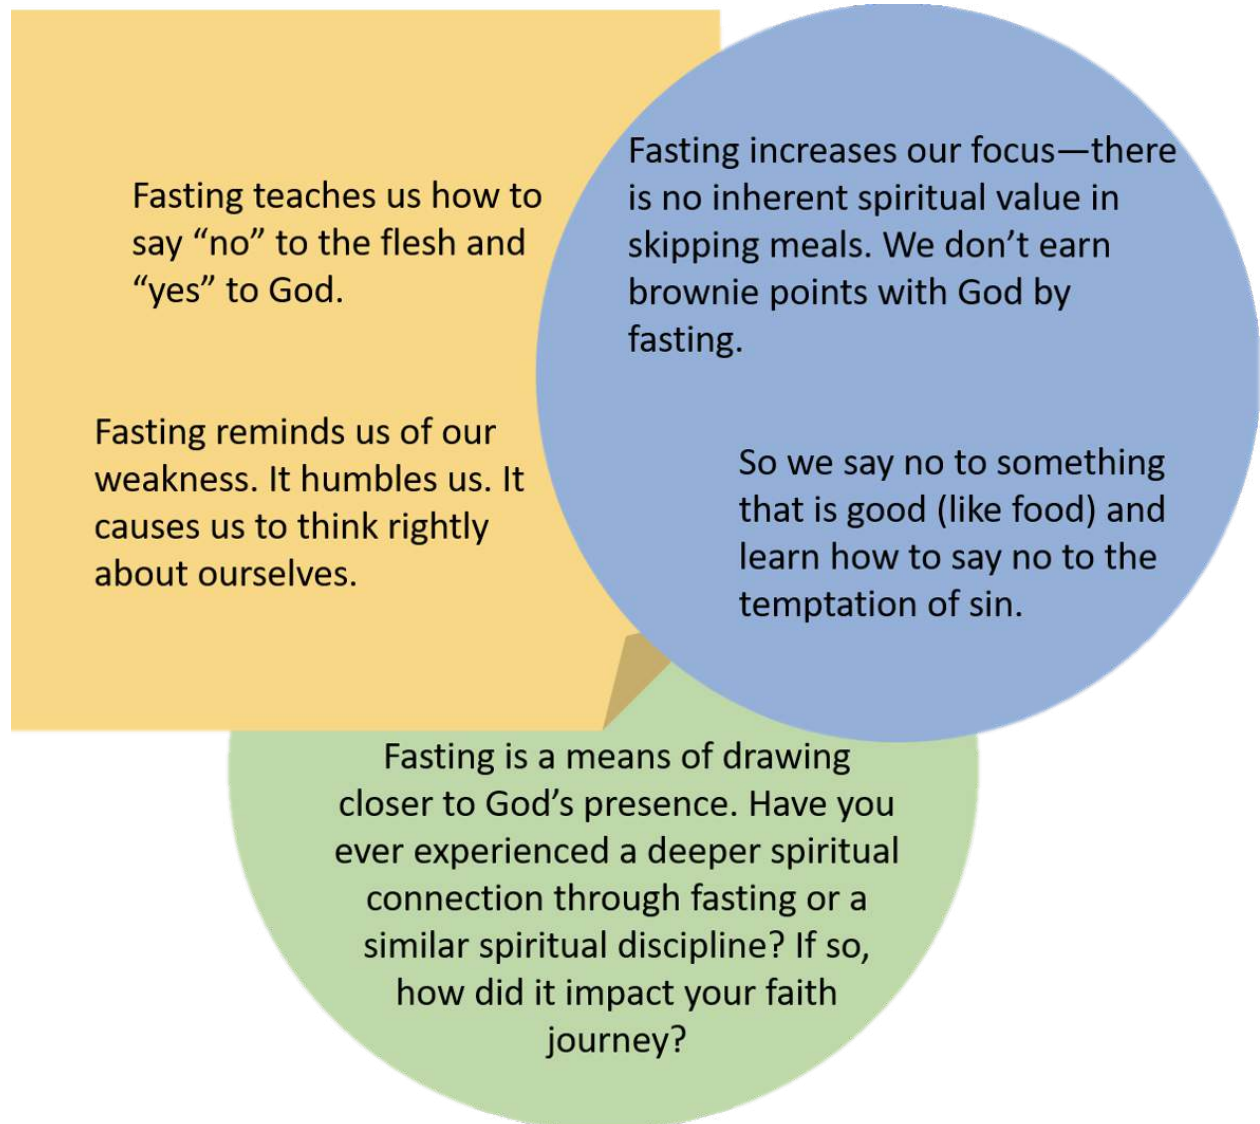 Fasting teaches us how to
say “no” to the flesh and
“yes” to God.
Fasting reminds us of our
weakness. It humbles us. It
causes us to think rightly
about ourselves.
Fasting increases our focus—there
is no inherent spiritual value in
skipping meals. We don’t earn
brownie points with God by
fasting.
So we say no to something
that is good (like food) and
learn how to say no to the
temptation of sin.
Fasting is a means of drawing
closer to God’s presence. Have you
ever experienced a deeper spiritual
connection through fasting or a
similar spiritual discipline? If so,
how did it impact your faith
journey?